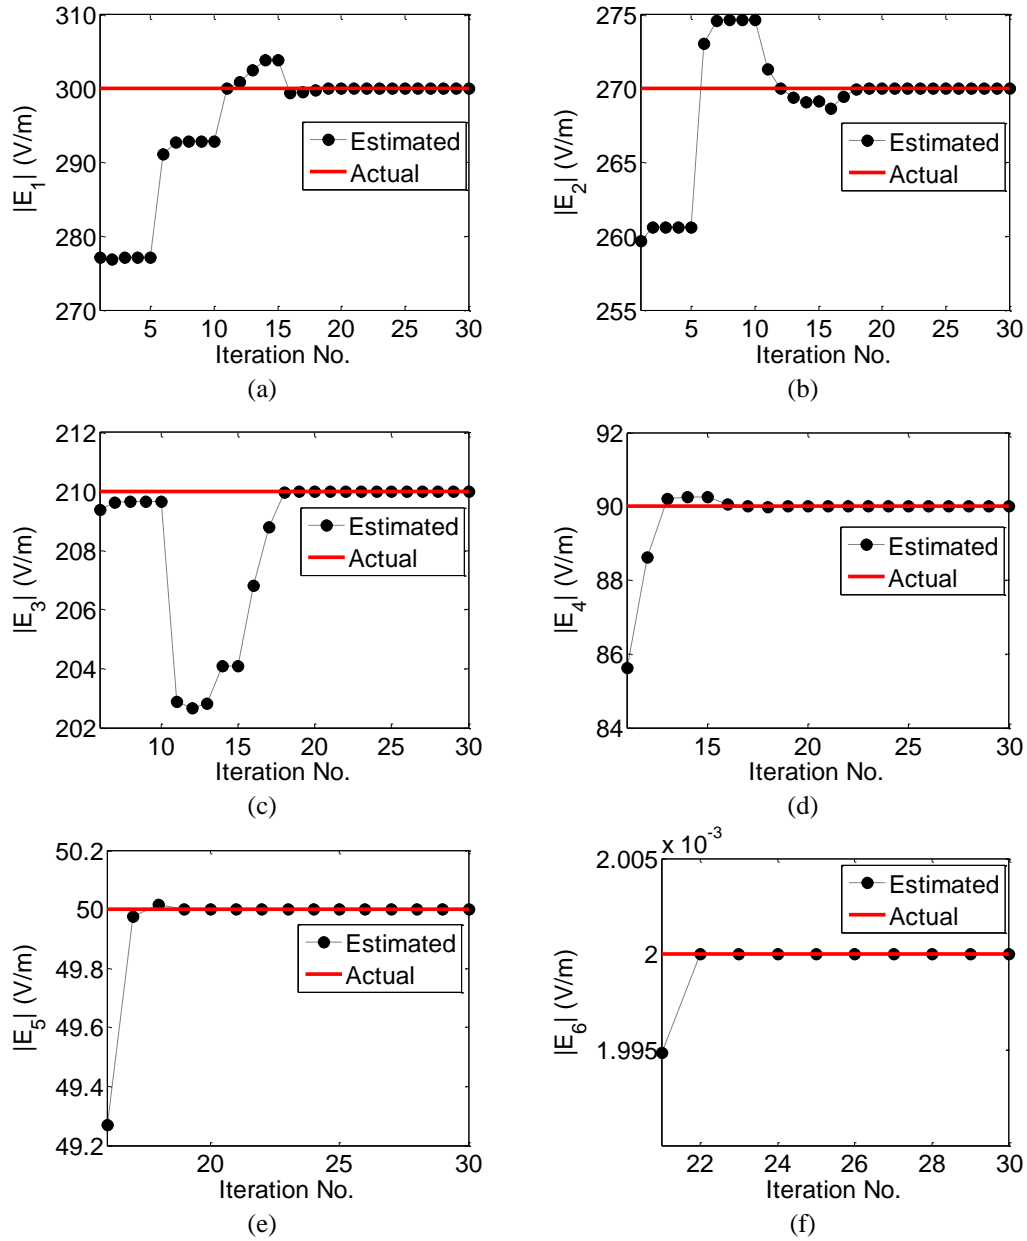 310
300
290
280
270
|E1| (V/m)
Estimated
Actual
5 10 15 20 25 30
Iteration No.
(a)
275
270
265
260
255
|E2| (V/m)
Estimated
Actual
5 10 15 20 25 30
Iteration No.
(b)
212
210
208
206
204
202
|E3| (V/m)
Estimated
Actual
10 15 20 25 30
Iteration No.
(c)
92
90
88
86
84
|E4| (V/m)
Estimated
Actual
15 20 25 30
Iteration No.
(d)
50.2
50
49.8
49.6
49.4
49.2
|E5| (V/m)
Estimated
Actual
20 25 30
Iteration No.
(e)
x 10-3
2.005
2
1.995
|E6| (V/m)
Estimated
Actual
22 24 26 28 30
Iteration No.
(f)